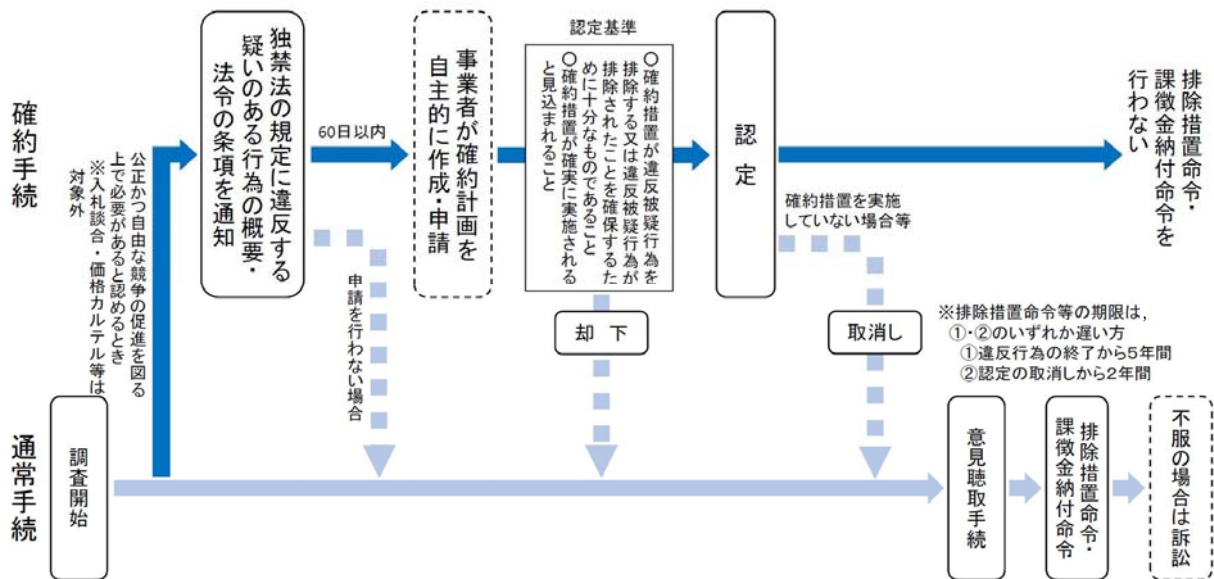 確約手続
公正かつ自由な競争の促進を図る
上で必要があると認めるとき
※入札談合・価格カルテル等は
対象外
独禁法の規定に違反する
疑いのある行為の概要・
法令の条項を通知
60日以内
申請を行わない場合
事業者が確約計画を
自主的に作成・申請
認定基準
○確約措置が違反被疑行為を
排除する又は違反被疑行為が
排除されたことを確保するた
めに十分なものであること
○確約措置が確実に実施される
と見込まれること
却 下
認 定
確約措置を実施
していない場合等
取消し
排除措置命令・
課徴金納付命令を
行わない
※排除措置命令等の期限は,
①・②のいずれか遅い方
①違反行為の終了から5年間
②認定の取消しから2年間
通常手続
調査開始
意見聴取手続
排除措置命令・
課徴金納付命令
不服の場合は訴訟